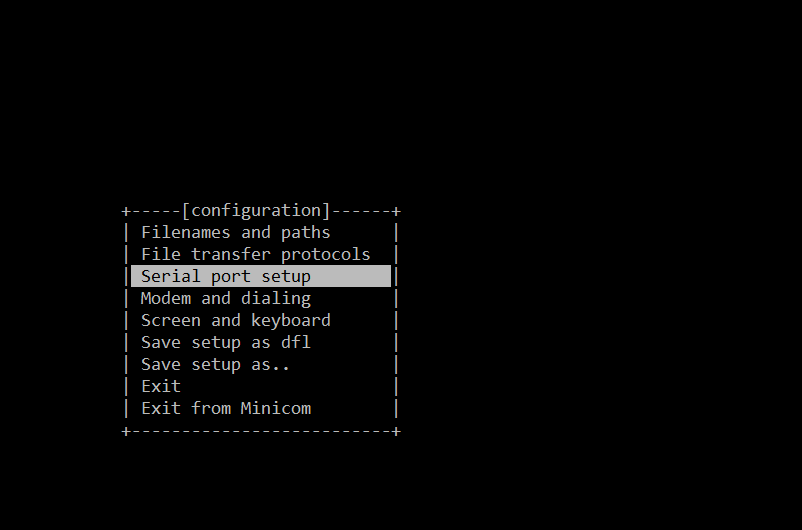 +-----[configuration]------+
| Filenames and paths      |
| File transfer protocols  |
| Serial port setup        |
| Modem and dialing        |
| Screen and keyboard      |
| Save setup as dfl        |
| Save setup as..          |
| Exit                     |
| Exit from Minicom        |
+--------------------------+